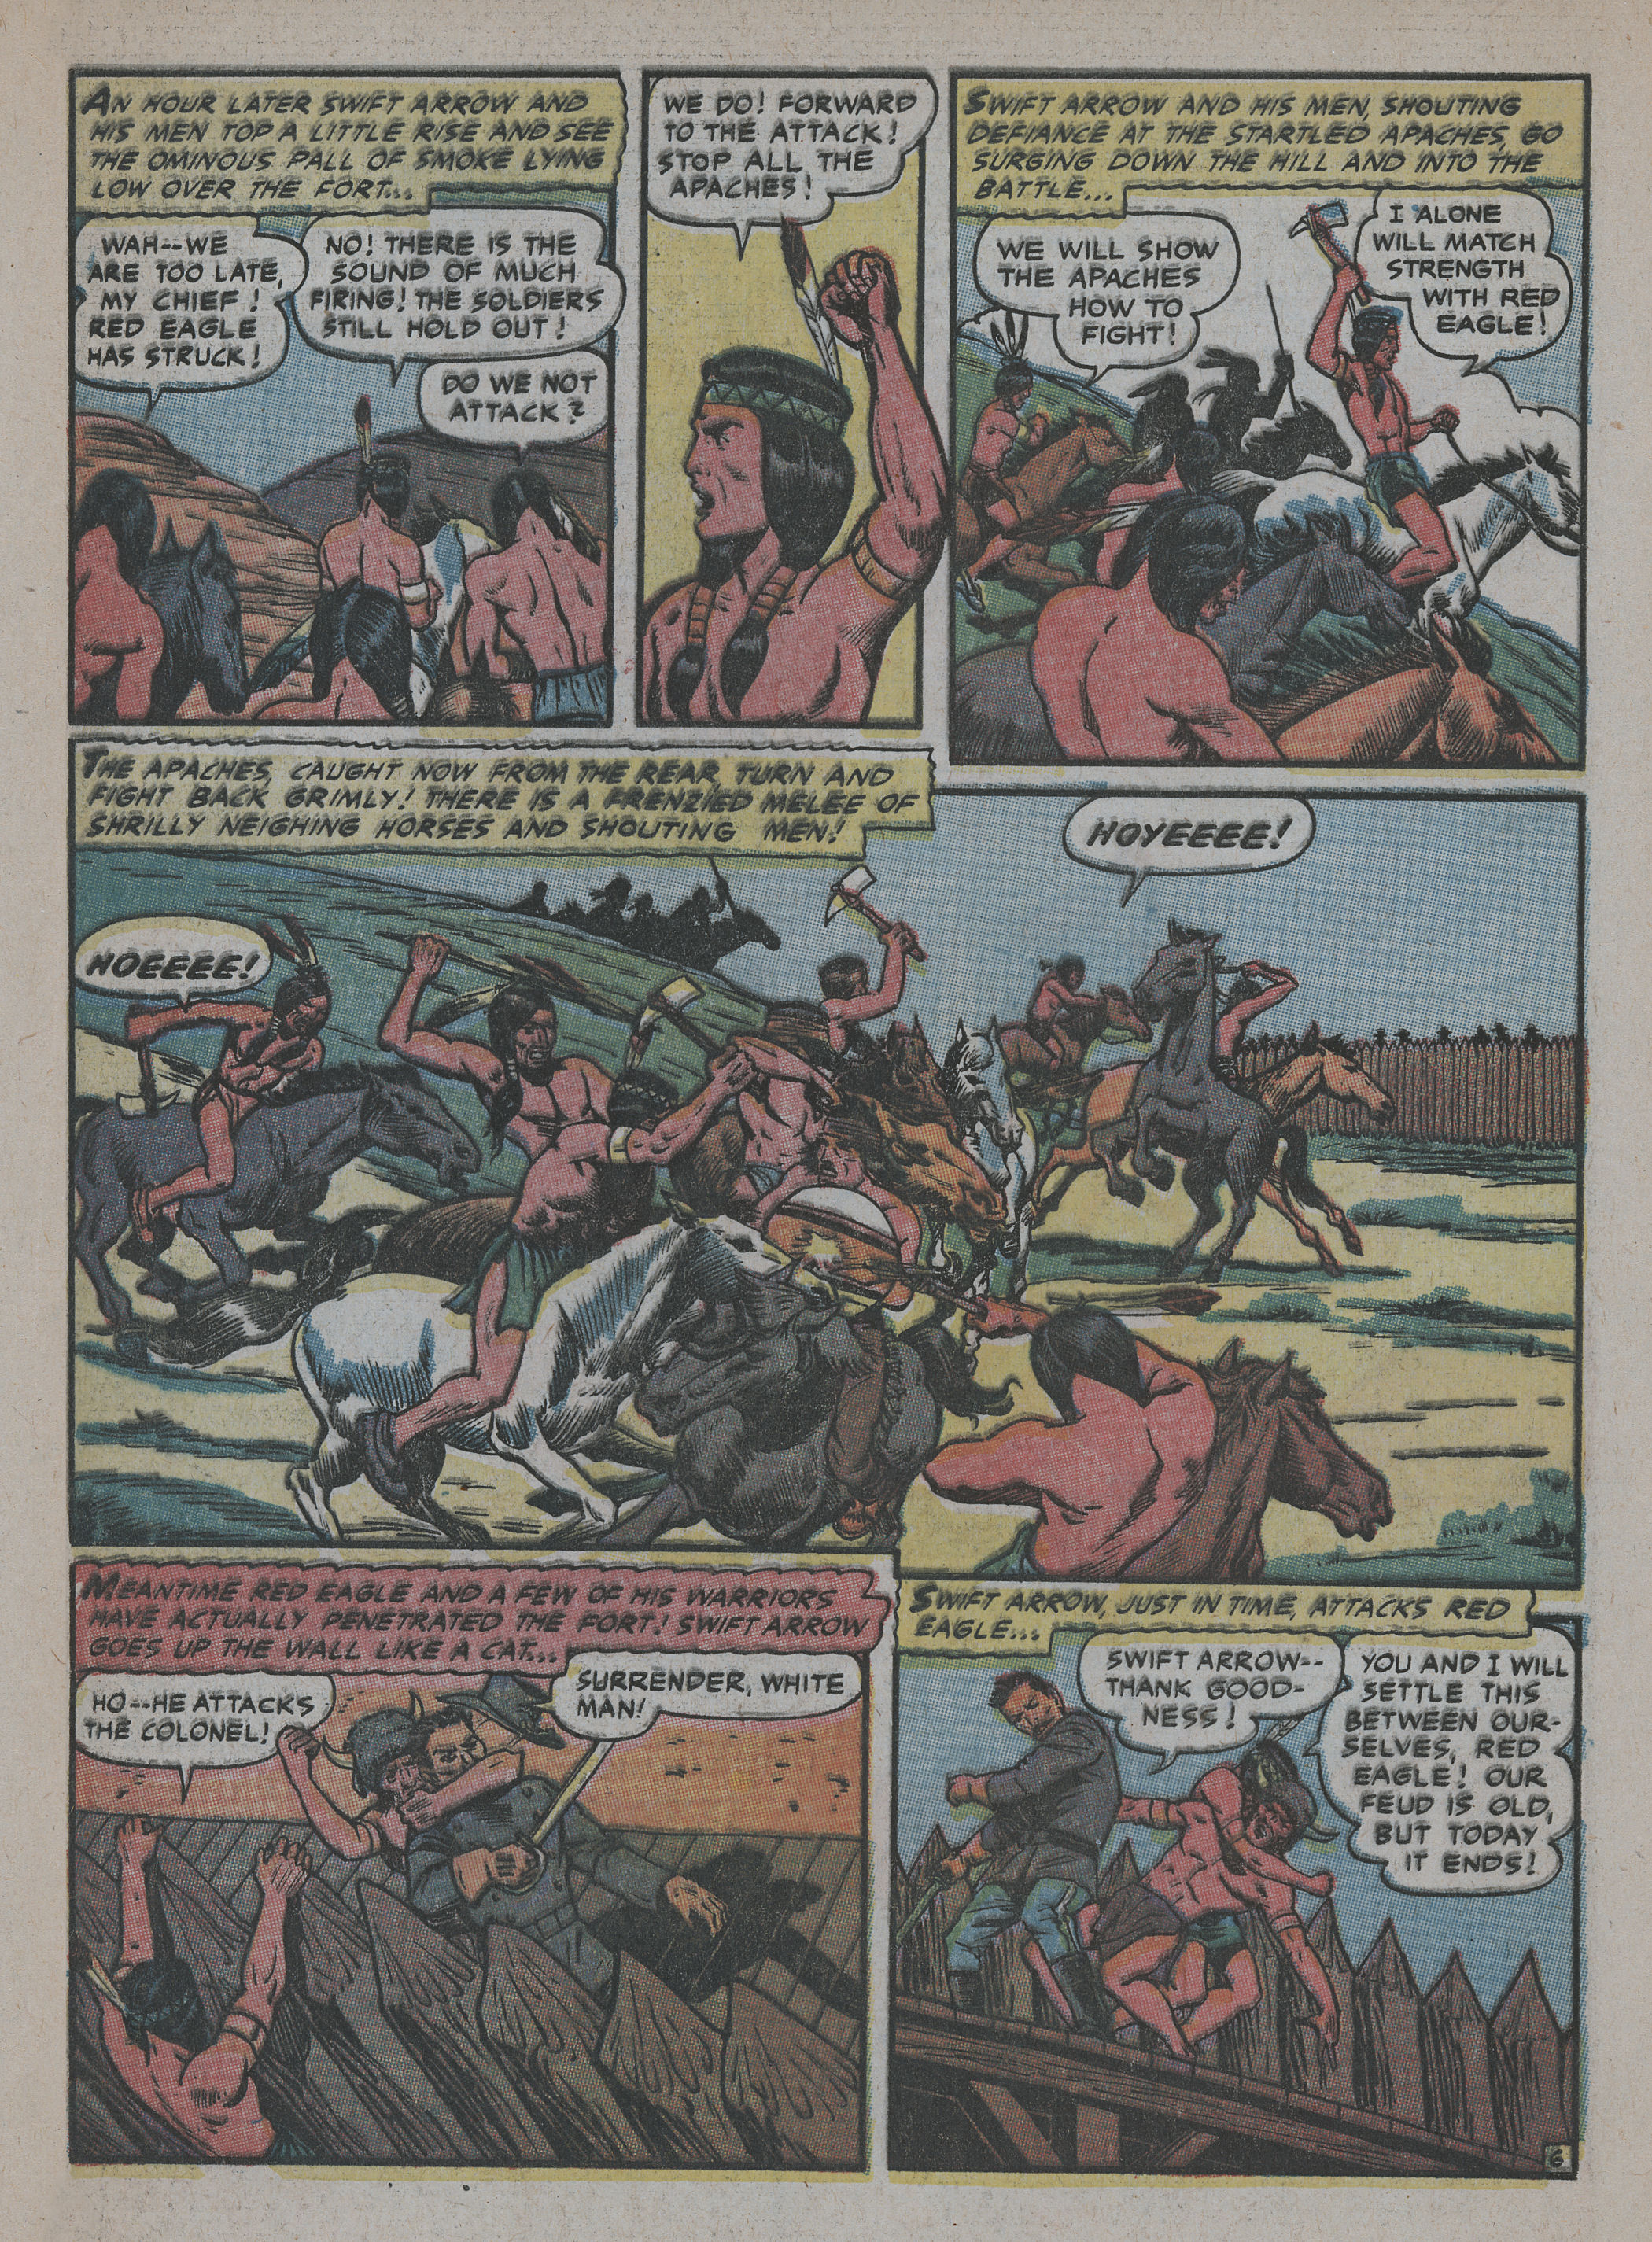 AN HOUR LATER SWIFT ARROW AND
HIS MEN TOP A LITTLE RISE AND SEE
THE OMINOUS PALL OF SMOKE LYING
LOW OVER THE FORT...
WAH--WE
ARE TOO LATE,
MY CHIEF!
RED EAGLE
HAS STRUCK!
NO! THERE IS THE
SOUND OF MUCH
FIRING! THE SOLDIERS
STILL HOLD OUT!
DO WE NOT
ATTACK?
WE DO! FORWARD
TO THE ATTACK!
STOP ALL THE
APACHES!
SWIFT ARROW AND HIS MEN, SHOUTING
DEFIANCE AT THE STARTLED APACHES, GO
SURGING DOWN THE HILL AND INTO THE
BATTLE...
WE WILL SHOW
THE APACHES
HOW TO
FIGHT!
I ALONE
WILL MATCH
STRENGTH
WITH RED
EAGLE!
THE APACHES, CAUGHT NOW FROM THE REAR, TURN AND
FIGHT BACK GRIMLY! THERE IS A FRENZIED MELEE OF
SHRILLY NEIGHING HORSES AND SHOUTING MEN!
HOEEEE!
HOYEEEE!
MEANTIME RED EAGLE AND A FEW OF HIS WARRIORS
HAVE ACTUALLY PENETRATED THE FORT! SWIFT ARROW
GOES UP THE WALL LIKE A CAT...
HO--HE ATTACKS
THE COLONEL!
SURRENDER, WHITE
MAN!
SWIFT ARROW, JUST IN TIME, ATTACKS RED
EAGLE...
SWIFT ARROW--
THANK GOOD-
NESS!
YOU AND I WILL
SETTLE THIS
BETWEEN OUR-
SELVES, RED
EAGLE! OUR
FEUD IS OLD,
BUT TODAY
IT ENDS!
6